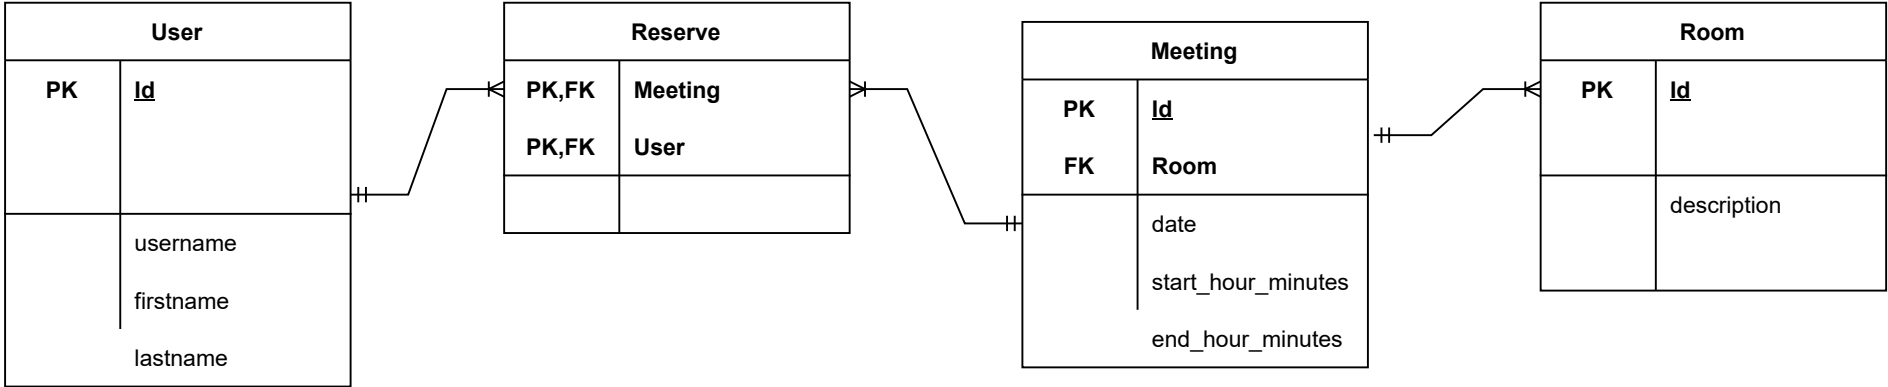 User
PK Id
username
firstname
lastname
Reserve
PK,FK Meeting
PK,FK User
Meeting
PK Id
FK Room
date
start_hour_minutes
end_hour_minutes
Room
PK Id
description